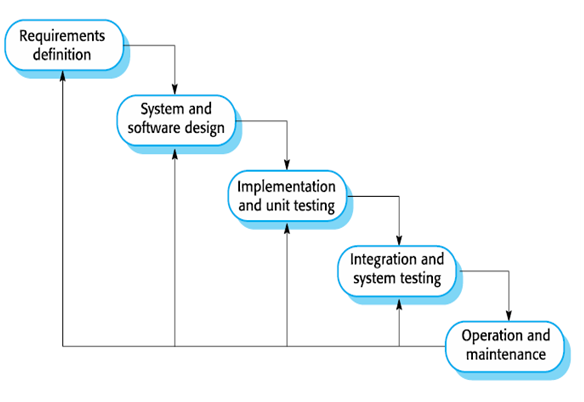 Requirements
definition
System and
software design
Implementation
and unit testing
Integration and
system testing
Operation and
maintenance